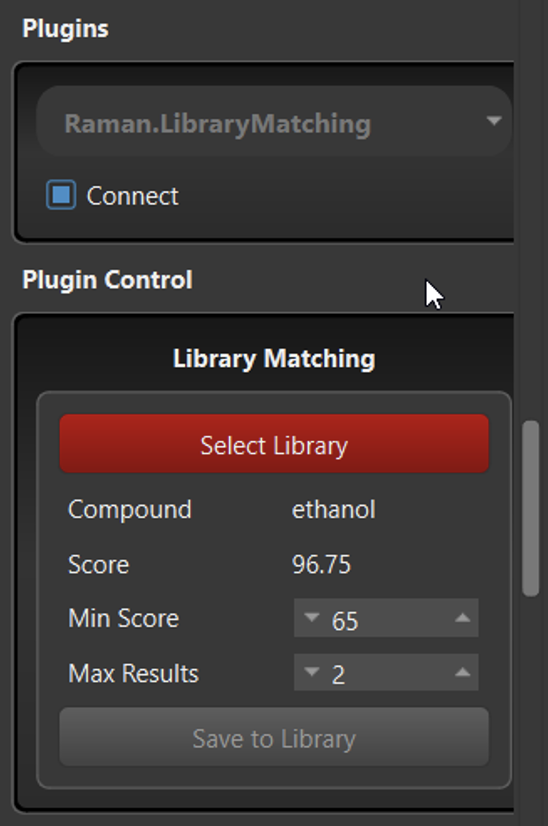 Plugins
Raman.LibraryMatching
Connect
Plugin Control
Library Matching
Select Library
Compound ethanol
Score 96.75
Min Score 65
Max Results 2
Save to Library